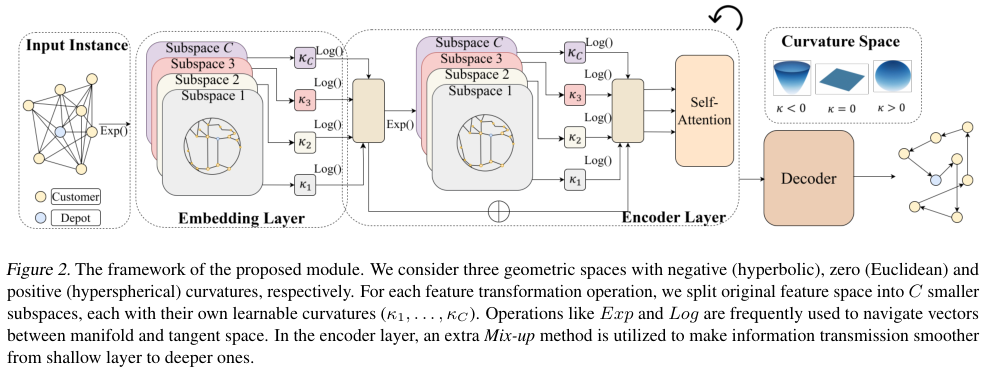 Input Instance
Exp()
Customer
Depot
Subspace C
Subspace 3
Subspace 2
Subspace 1
κC
κ3
κ2
κ1
Log()
Log()
Log()
Log()
Embedding Layer
Exp()
Subspace C
Subspace 3
Subspace 2
Subspace 1
κC
κ3
κ2
κ1
Log()
Log()
Log()
Log()
Self-
Attention
Encoder Layer
Curvature Space
κ < 0 κ = 0 κ > 0
Decoder
Figure 2. The framework of the proposed module. We consider three geometric spaces with negative (hyperbolic), zero (Euclidean) and
positive (hyperspherical) curvatures, respectively. For each feature transformation operation, we split original feature space into C smaller
subspaces, each with their own learnable curvatures (κ1, . . . , κC). Operations like Exp and Log are frequently used to navigate vectors
between manifold and tangent space. In the encoder layer, an extra Mix-up method is utilized to make information transmission smoother
from shallow layer to deeper ones.